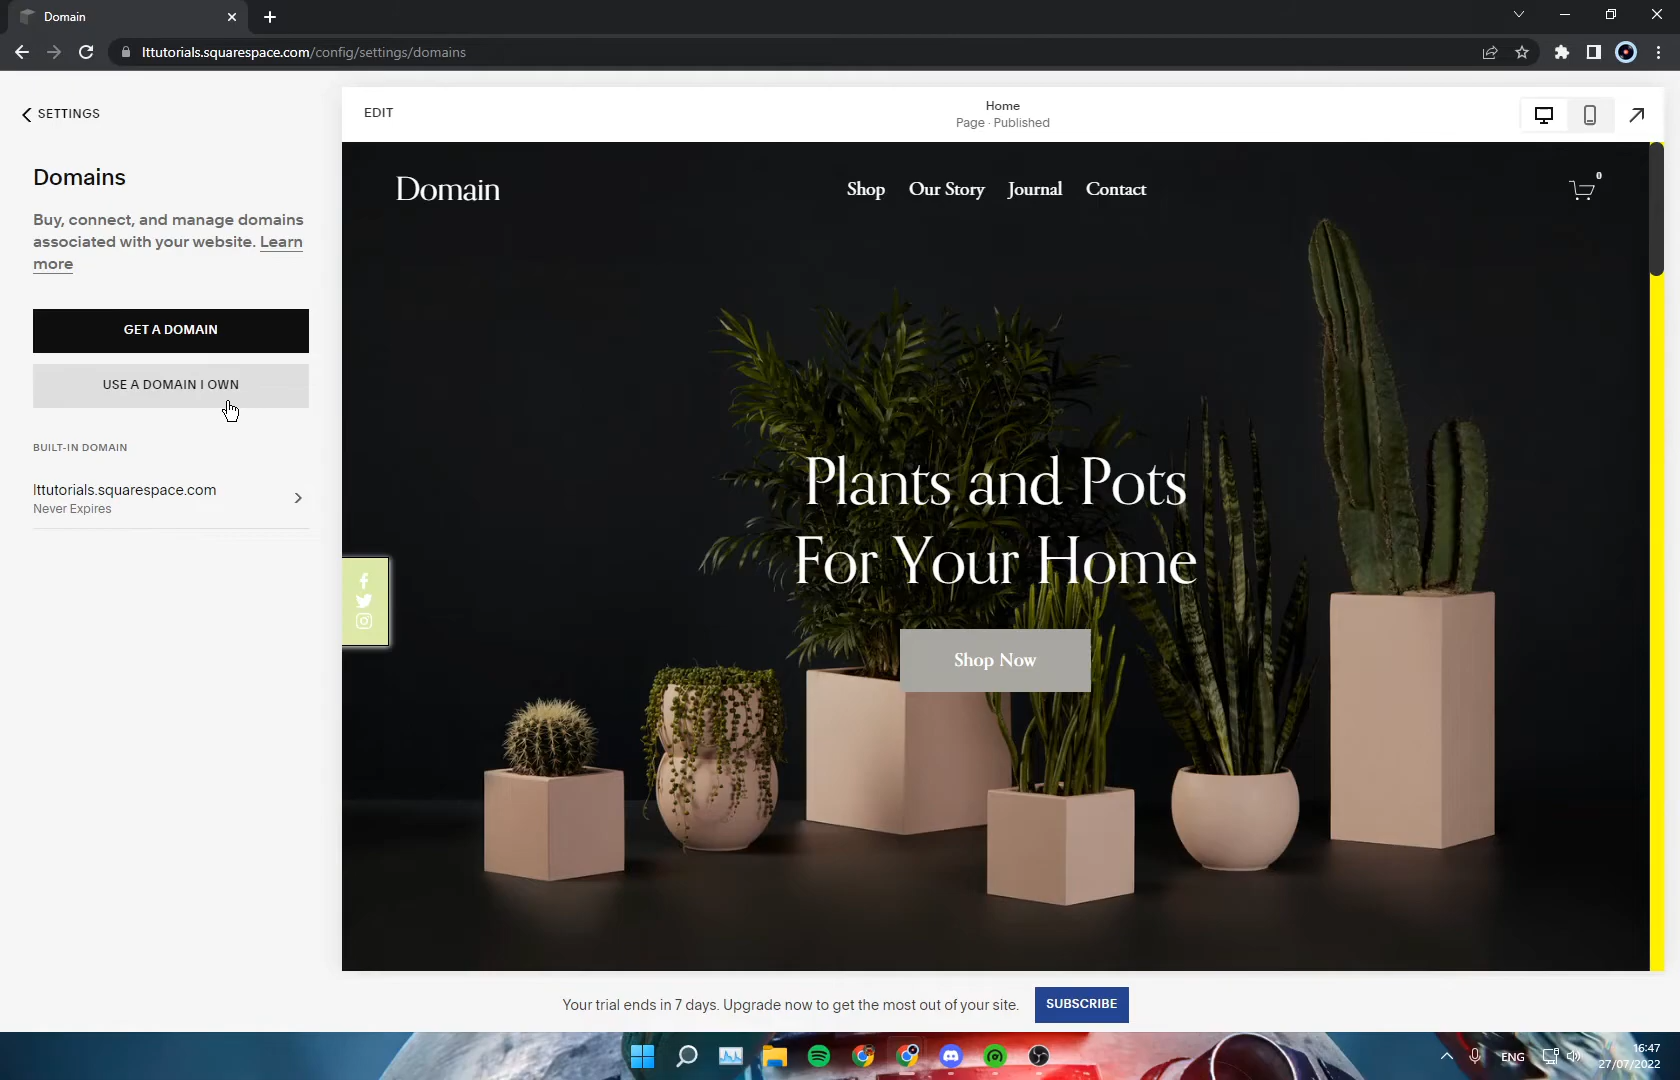 Domain
lttutorials.squarespace.com/config/settings/domains
SETTINGS
Domains
Buy, connect, and manage domains
associated with your website. Learn
more
GET A DOMAIN
USE A DOMAIN I OWN
BUILT-IN DOMAIN
lttutorials.squarespace.com
Never Expires
EDIT
Home
Page · Published
Domain
Shop
Our Story
Journal
Contact
0
Plants and Pots
For Your Home
Shop Now
Your trial ends in 7 days. Upgrade now to get the most out of your site.
SUBSCRIBE
ENG
16:47
27/07/2022